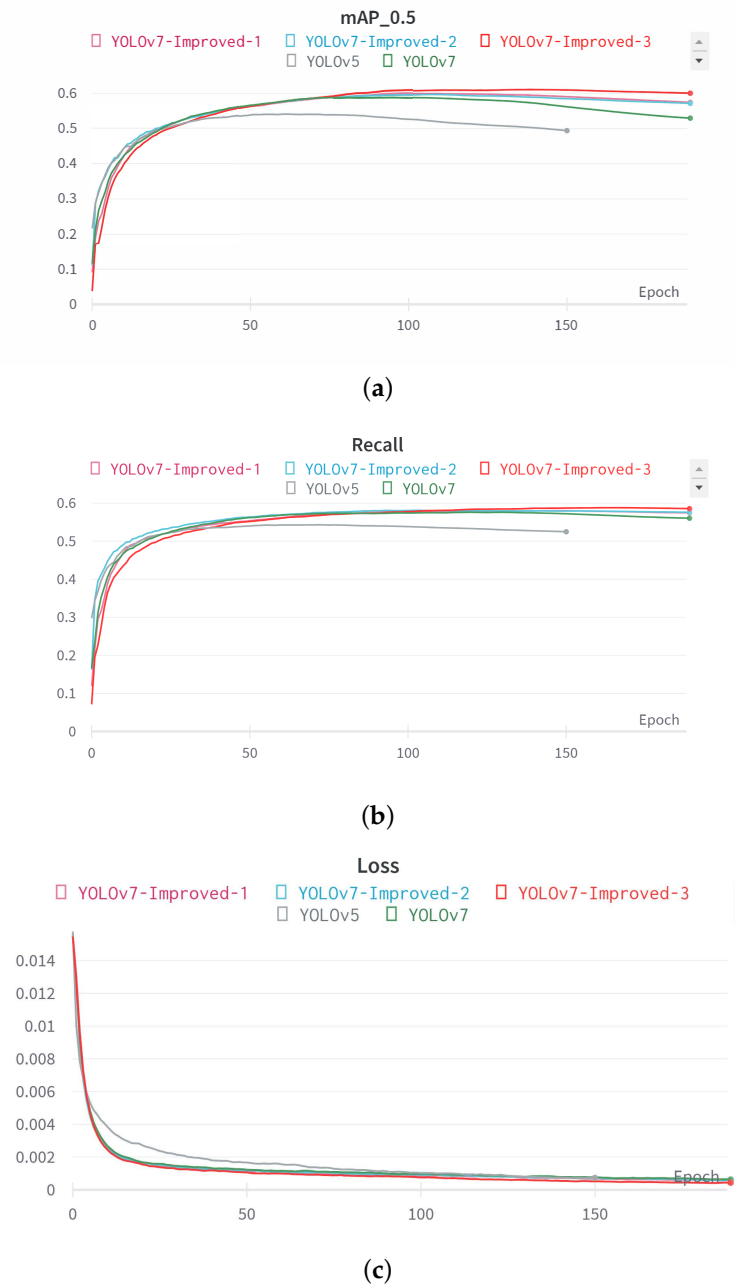 mAP_0.5
YOLOv7-Improved-1 YOLOv7-Improved-2 YOLOv7-Improved-3
YOLOv5 YOLOv7
0.6
0.5
0.4
0.3
0.2
0.1
Epoch
0
0 50 100 150
(a)
Recall
YOLOv7-Improved-1 YOLOv7-Improved-2 YOLOv7-Improved-3
YOLOv5 YOLOv7
0.6
0.5
0.4
0.3
0.2
0.1
Epoch
0
0 50 100 150
(b)
Loss
YOLOv7-Improved-1 YOLOv7-Improved-2 YOLOv7-Improved-3
YOLOv5 YOLOv7
0.014
0.012
0.01
0.008
0.006
0.004
0.002
Epoch
0
0 50 100 150
(c)